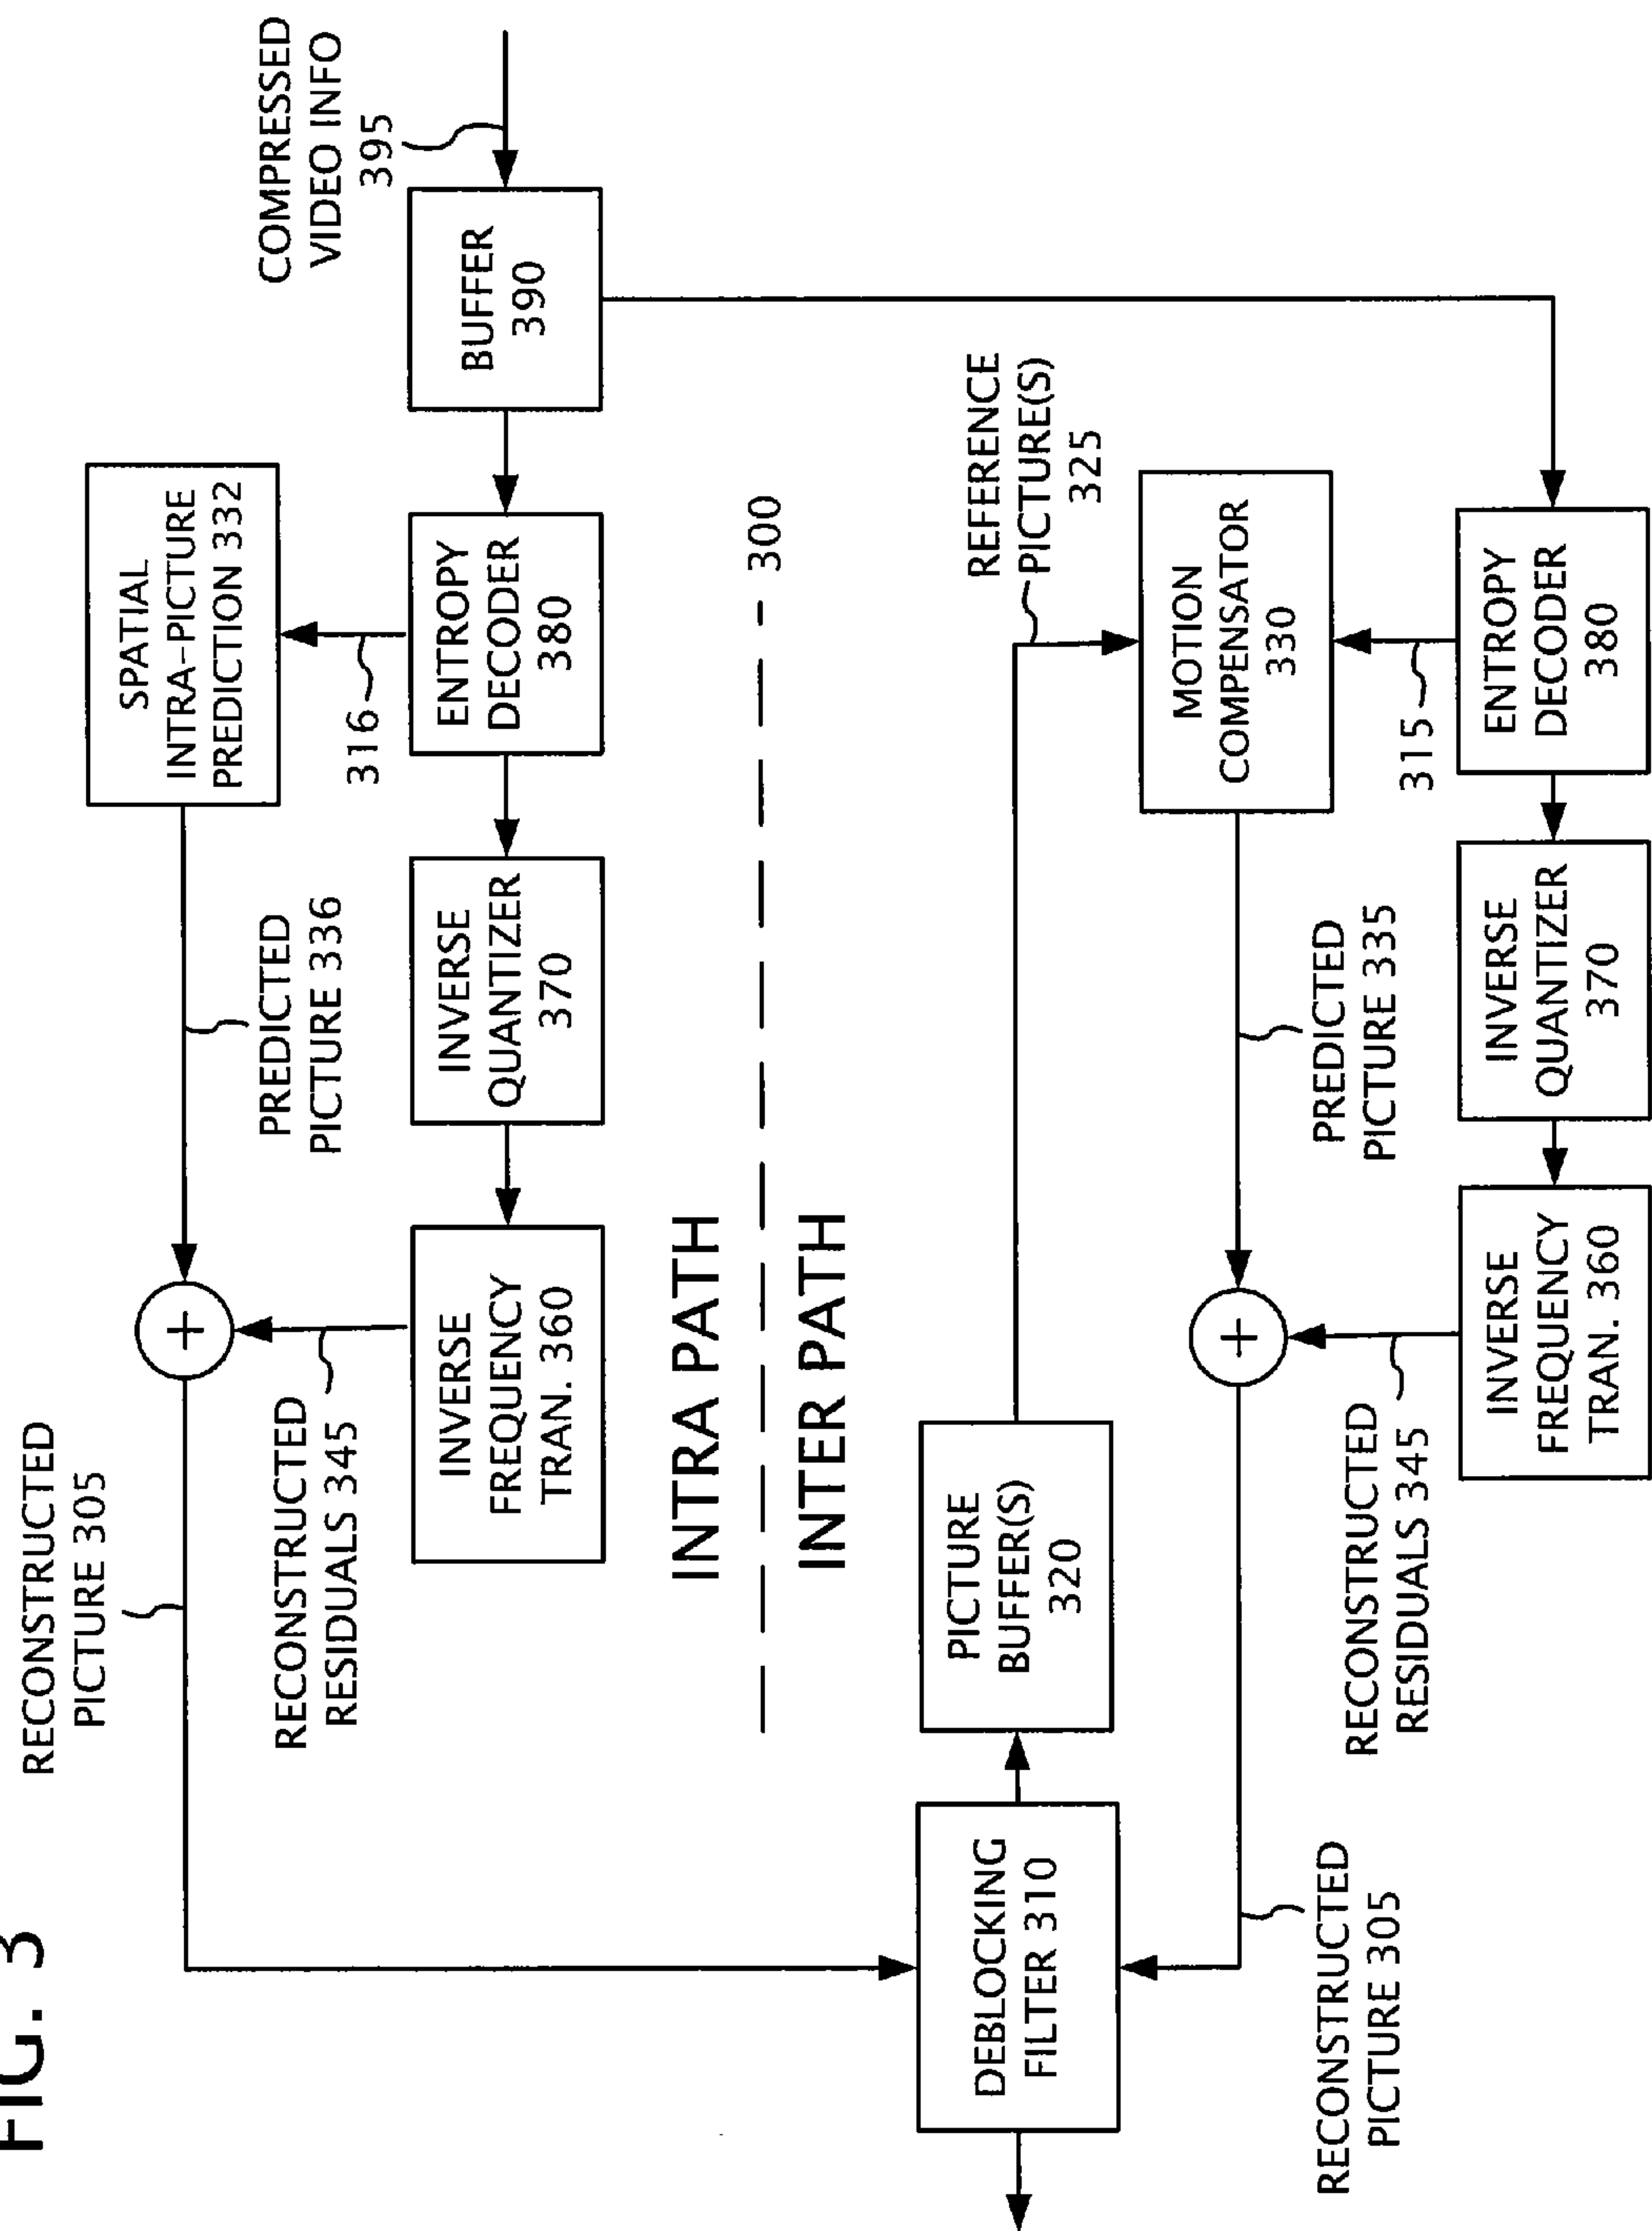 FIG. 3
RECONSTRUCTED
PICTURE 305
PREDICTED
PICTURE 336
SPATIAL
INTRA-PICTURE
PREDICTION 332
COMPRESSED
VIDEO INFO
395
RECONSTRUCTED
RESIDUALS 345
316
INVERSE
FREQUENCY
TRAN. 360
INVERSE
QUANTIZER
370
ENTROPY
DECODER
380
BUFFER
390
INTRA PATH
300
INTER PATH
DEBLOCKING
FILTER 310
PICTURE
BUFFER(S)
320
REFERENCE
PICTURE(S)
325
MOTION
COMPENSATOR
330
RECONSTRUCTED
PICTURE 305
RECONSTRUCTED
RESIDUALS 345
PREDICTED
PICTURE 335
315
INVERSE
FREQUENCY
TRAN. 360
INVERSE
QUANTIZER
370
ENTROPY
DECODER
380